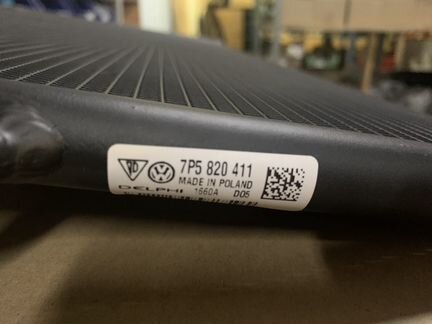 7P5 820 411
MADE IN POLAND
DELPHI 1660A D05